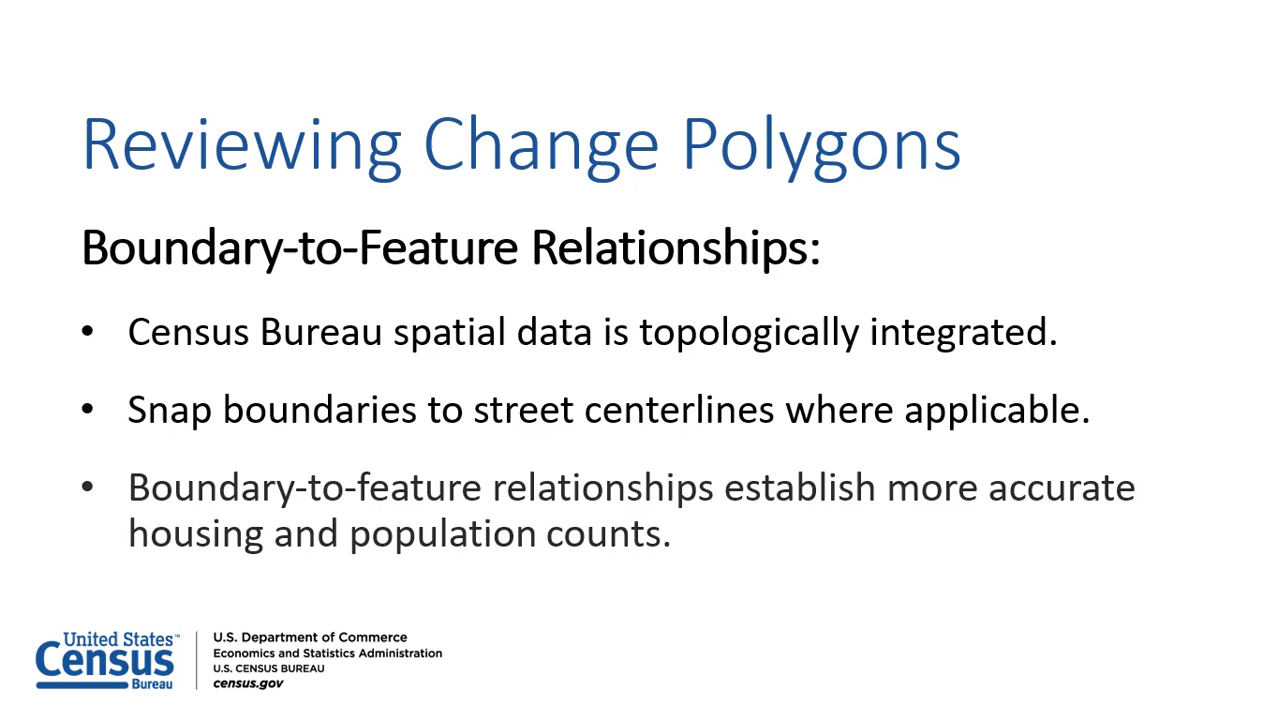 Reviewing Change Polygons
Boundary-to-Feature Relationships:
• Census Bureau spatial data is topologically integrated.
• Snap boundaries to street centerlines where applicable.
• Boundary-to-feature relationships establish more accurate
housing and population counts.
United States™
Census
Bureau
U.S. Department of Commerce
Economics and Statistics Administration
U.S. CENSUS BUREAU
census.gov